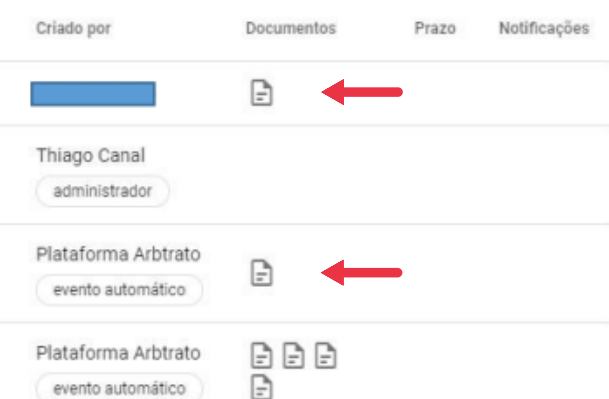 Criado por Documentos Prazo Notificações
Thiago Canal
administrador
Plataforma Arbtrato
evento automático
Plataforma Arbtrato
evento automático